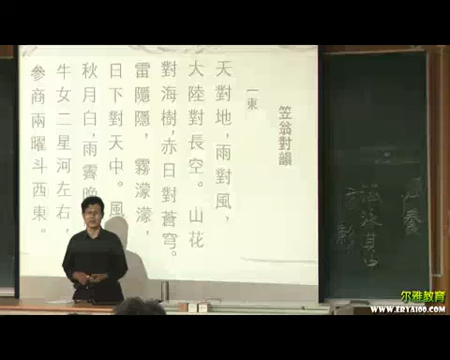 笠翁對韻
一東
天對地，雨對風，
大陸對長空。山花
對海樹，赤日對蒼穹。
雷隱隱，霧濛濛，
日下對天中。風
秋月白，雨霽晚
牛女二星河左右，
參商兩曜斗西東。
尔雅教育
WWW.ERYA100.COM